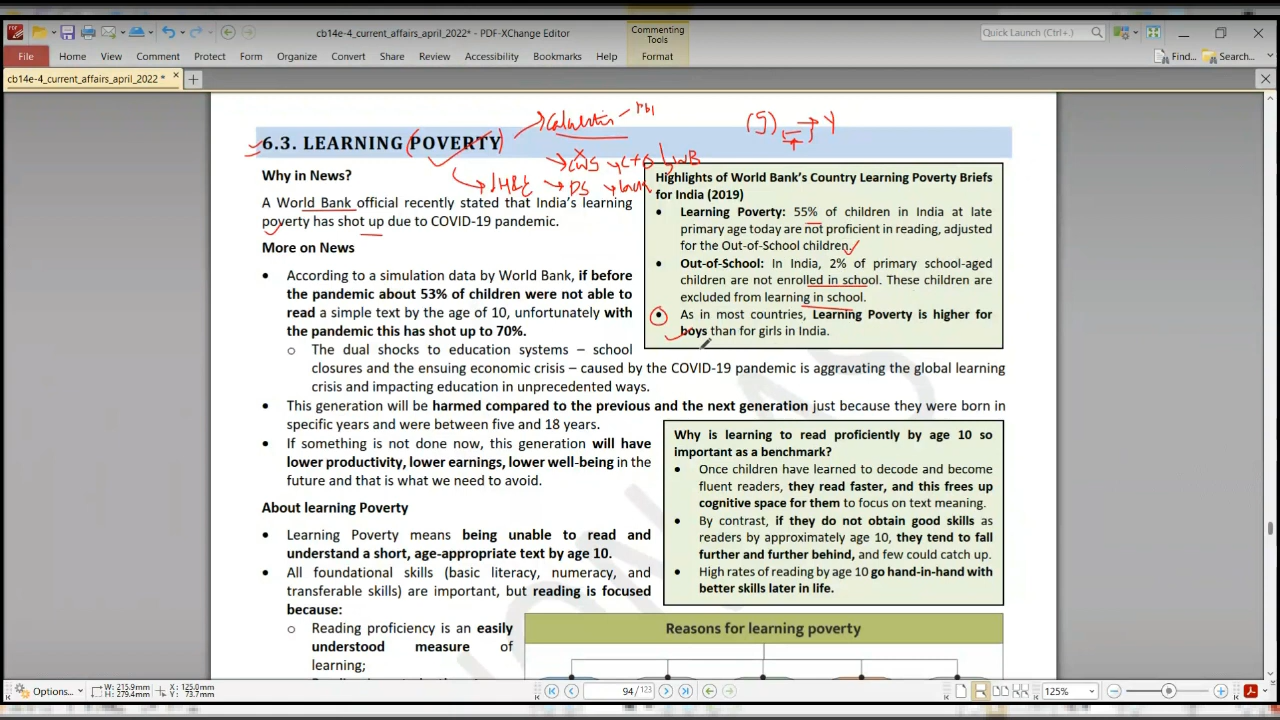 cb14e-4_current_affairs_april_2022* - PDF-XChange Editor
Commenting Tools
Quick Launch (Ctrl+.)
File Home View Comment Protect Form Organize Convert Share Review Accessibility Bookmarks Help Format Find... Search...
cb14e-4_current_affairs_april_2022 *
6.3. LEARNING POVERTY
Why in News?
A World Bank official recently stated that India's learning
poverty has shot up due to COVID-19 pandemic.
More on News
• According to a simulation data by World Bank, if before
the pandemic about 53% of children were not able to
read a simple text by the age of 10, unfortunately with
the pandemic this has shot up to 70%.
o The dual shocks to education systems – school
closures and the ensuing economic crisis – caused by the COVID-19 pandemic is aggravating the global learning
crisis and impacting education in unprecedented ways.
• This generation will be harmed compared to the previous and the next generation just because they were born in
specific years and were between five and 18 years.
• If something is not done now, this generation will have
lower productivity, lower earnings, lower well-being in the
future and that is what we need to avoid.
About learning Poverty
• Learning Poverty means being unable to read and
understand a short, age-appropriate text by age 10.
• All foundational skills (basic literacy, numeracy, and
transferable skills) are important, but reading is focused
because:
o Reading proficiency is an easily
understood measure of
learning;
Highlights of World Bank's Country Learning Poverty Briefs
for India (2019)
• Learning Poverty: 55% of children in India at late
primary age today are not proficient in reading, adjusted
for the Out-of-School children.
• Out-of-School: In India, 2% of primary school-aged
children are not enrolled in school. These children are
excluded from learning in school.
• As in most countries, Learning Poverty is higher for
boys than for girls in India.
Why is learning to read proficiently by age 10 so
important as a benchmark?
• Once children have learned to decode and become
fluent readers, they read faster, and this frees up
cognitive space for them to focus on text meaning.
• By contrast, if they do not obtain good skills as
readers by approximately age 10, they tend to fall
further and further behind, and few could catch up.
• High rates of reading by age 10 go hand-in-hand with
better skills later in life.
Reasons for learning poverty
Options...
W: 215.9mm
H: 279.4mm
X: 125.0mm
Y: 73.7mm
94 / 123
125%